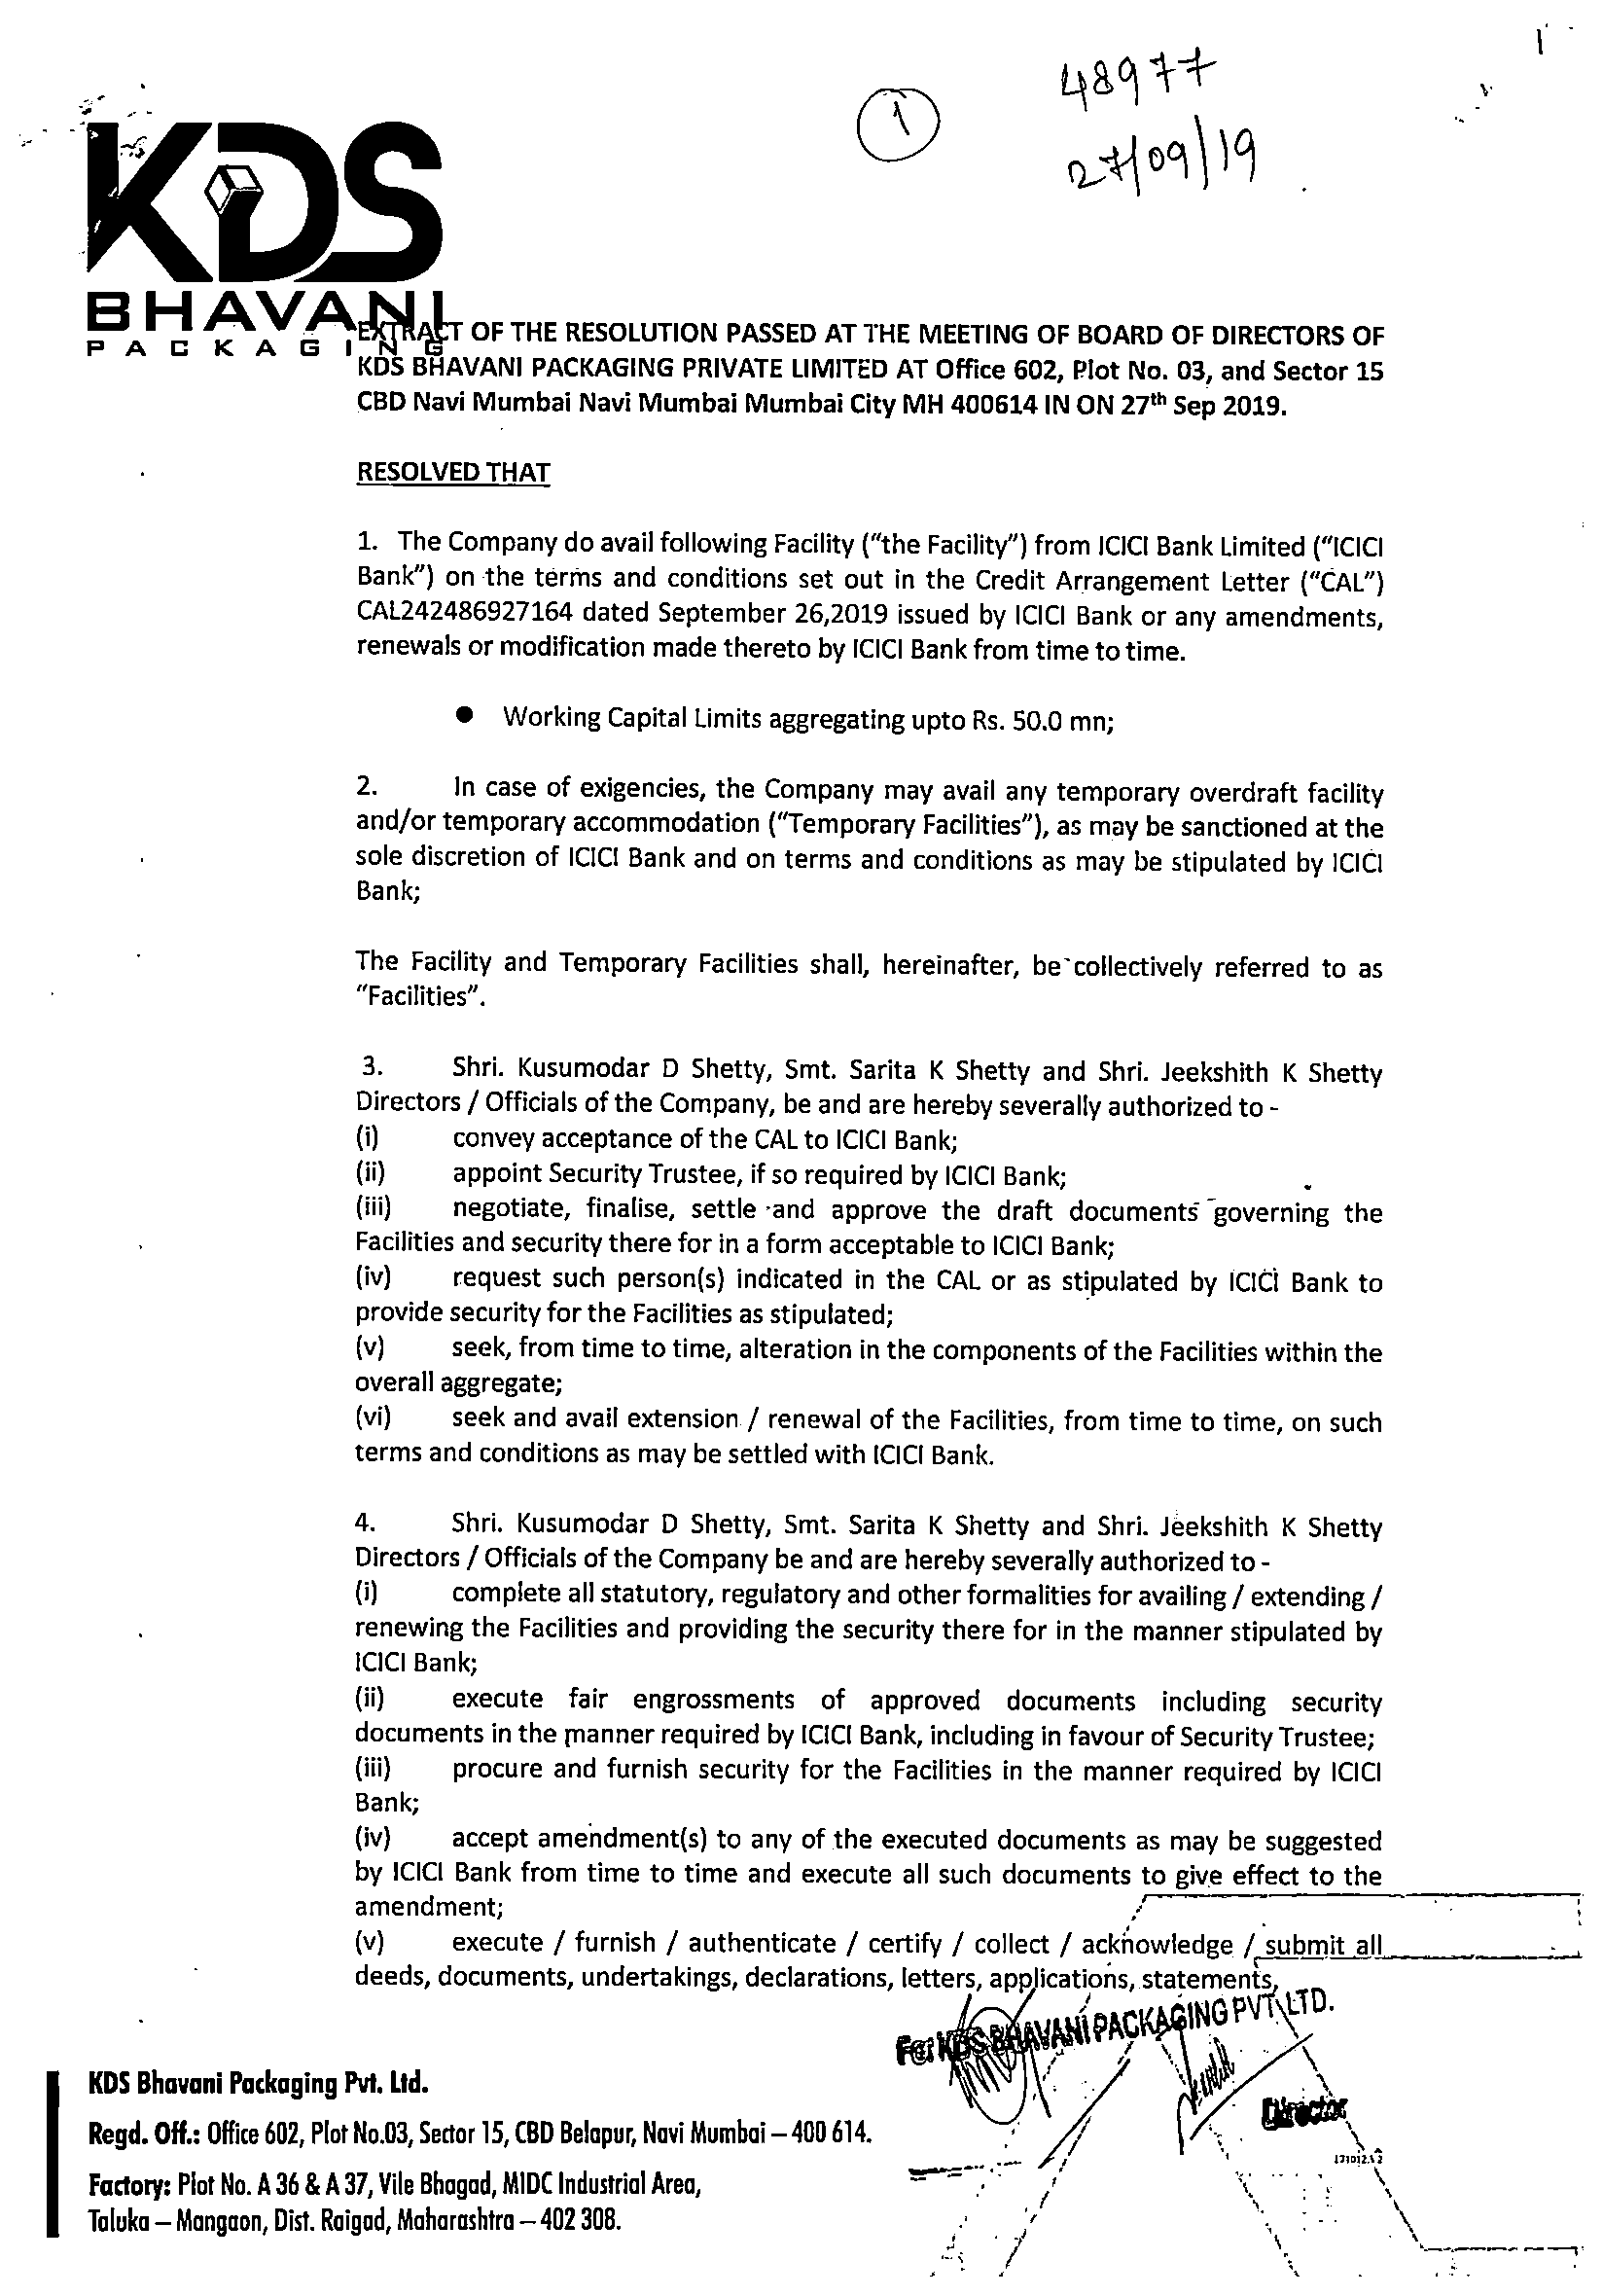 1
48977
27/09/19
KDS
BHAVANI
PACKAGING
EXTRACT OF THE RESOLUTION PASSED AT THE MEETING OF BOARD OF DIRECTORS OF
KDS BHAVANI PACKAGING PRIVATE LIMITED AT Office 602, Plot No. 03, and Sector 15
CBD Navi Mumbai Navi Mumbai Mumbai City MH 400614 IN ON 27th Sep 2019.
RESOLVED THAT
1. The Company do avail following Facility ("the Facility") from ICICI Bank Limited ("ICICI
Bank") on the terms and conditions set out in the Credit Arrangement Letter ("CAL")
CAL242486927164 dated September 26,2019 issued by ICICI Bank or any amendments,
renewals or modification made thereto by ICICI Bank from time to time.
● Working Capital Limits aggregating upto Rs. 50.0 mn;
2. In case of exigencies, the Company may avail any temporary overdraft facility
and/or temporary accommodation ("Temporary Facilities"), as may be sanctioned at the
sole discretion of ICICI Bank and on terms and conditions as may be stipulated by ICICI
Bank;
The Facility and Temporary Facilities shall, hereinafter, be collectively referred to as
"Facilities".
3. Shri. Kusumodar D Shetty, Smt. Sarita K Shetty and Shri. Jeekshith K Shetty
Directors / Officials of the Company, be and are hereby severally authorized to -
(i) convey acceptance of the CAL to ICICI Bank;
(ii) appoint Security Trustee, if so required by ICICI Bank;
(iii) negotiate, finalise, settle and approve the draft documents governing the
Facilities and security there for in a form acceptable to ICICI Bank;
(iv) request such person(s) indicated in the CAL or as stipulated by ICICI Bank to
provide security for the Facilities as stipulated;
(v) seek, from time to time, alteration in the components of the Facilities within the
overall aggregate;
(vi) seek and avail extension / renewal of the Facilities, from time to time, on such
terms and conditions as may be settled with ICICI Bank.
4. Shri. Kusumodar D Shetty, Smt. Sarita K Shetty and Shri. Jeekshith K Shetty
Directors / Officials of the Company be and are hereby severally authorized to -
(i) complete all statutory, regulatory and other formalities for availing / extending /
renewing the Facilities and providing the security there for in the manner stipulated by
ICICI Bank;
(ii) execute fair engrossments of approved documents including security
documents in the manner required by ICICI Bank, including in favour of Security Trustee;
(iii) procure and furnish security for the Facilities in the manner required by ICICI
Bank;
(iv) accept amendment(s) to any of the executed documents as may be suggested
by ICICI Bank from time to time and execute all such documents to give effect to the
amendment;
(v) execute / furnish / authenticate / certify / collect / acknowledge / submit all
deeds, documents, undertakings, declarations, letters, applications, statements,
For KDS BHAVANI PACKAGING PVT. LTD.
Director
KDS Bhavani Packaging Pvt. Ltd.
Regd. Off.: Office 602, Plot No.03, Sector 15, CBD Belapur, Navi Mumbai – 400 614.
Factory: Plot No. A 36 & A 37, Vile Bhagad, MIDC Industrial Area,
Taluka – Mangaon, Dist. Raigad, Maharashtra – 402 308.